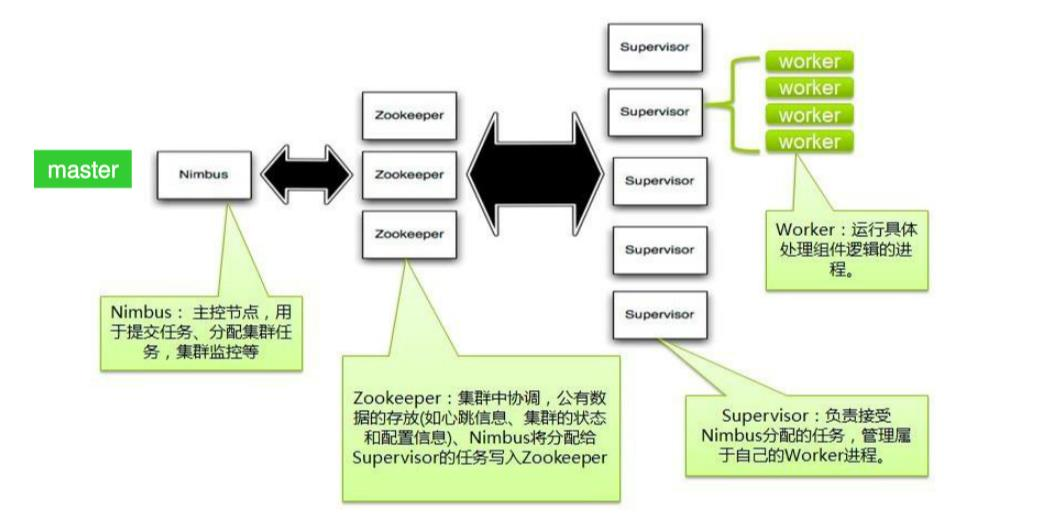 master
Nimbus
Zookeeper
Zookeeper
Zookeeper
Supervisor
Supervisor
Supervisor
Supervisor
Supervisor
worker
worker
worker
worker
Worker：运行具体
处理组件逻辑的进
程。
Nimbus： 主控节点，用
于提交任务、分配集群任
务，集群监控等
Zookeeper：集群中协调，公有数
据的存放(如心跳信息、集群的状态
和配置信息)、Nimbus将分配给
Supervisor的任务写入Zookeeper
Supervisor：负责接受
Nimbus分配的任务，管理属
于自己的Worker进程。